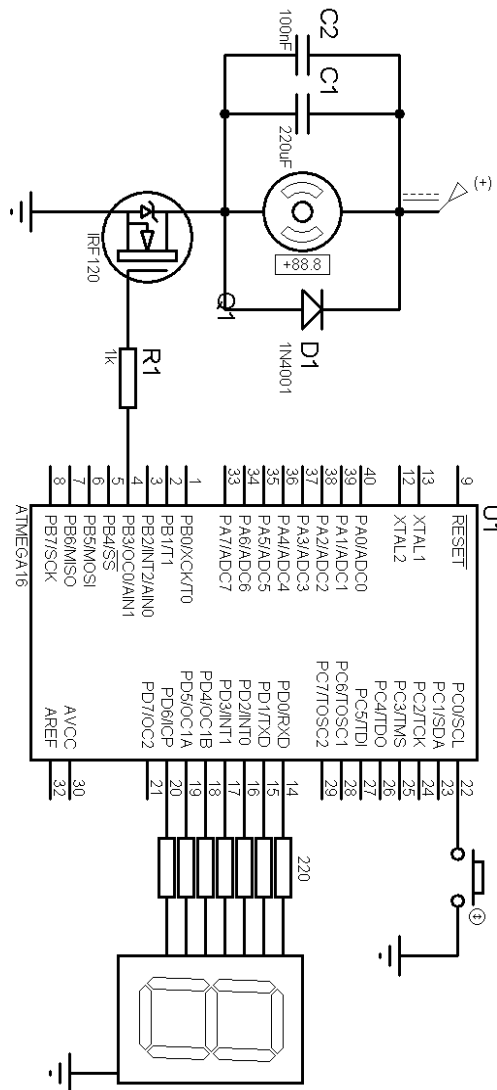 (+)
C2
100nF
C1
220uF
+88.8
D1
1N4001
Q1
IRF120
R1
1k
U1
9 RESET PC0/SCL 22
PC1/SDA 23
13 XTAL1 PC2/TCK 24
12 XTAL2 PC3/TMS 25
PC4/TDO 26
40 PA0/ADC0 PC5/TDI 27
39 PA1/ADC1 PC6/TOSC1 28
38 PA2/ADC2 PC7/TOSC2 29
37 PA3/ADC3
36 PA4/ADC4 PD0/RXD 14
35 PA5/ADC5 PD1/TXD 15
34 PA6/ADC6 PD2/INT0 16
33 PA7/ADC7 PD3/INT1 17
PD4/OC1B 18
1 PB0/XCK/T0 PD5/OC1A 19
2 PB1/T1 PD6/ICP 20
3 PB2/INT2/AIN0 PD7/OC2 21
4 PB3/OC0/AIN1
5 PB4/SS
6 PB5/MOSI
7 PB6/MISO AVCC 30
8 PB7/SCK AREF 32
ATMEGA16
220